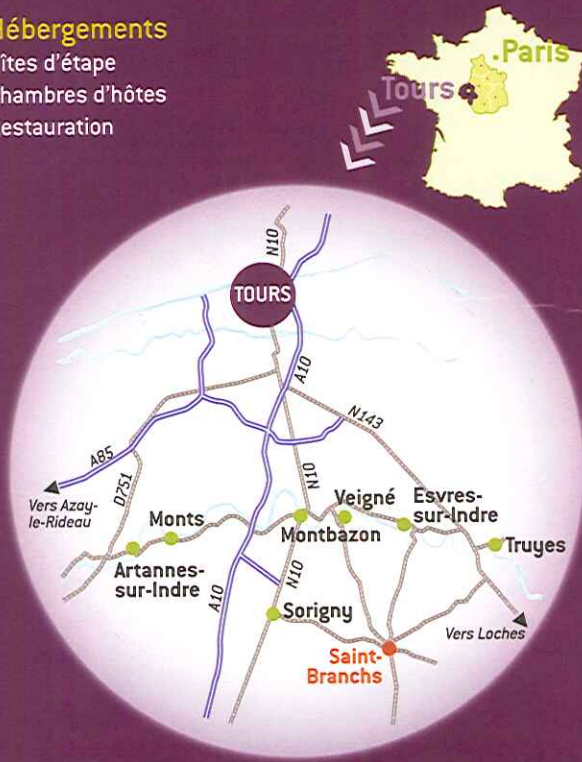 Hébergements
îtes d'étape
hambres d'hôtes
estauration
Paris
Tours
N10
TOURS
A10
N143
A85
D751
N10
Vers Azay-
le-Rideau
Monts
Montbazon
Veigné
Esvres-
sur-Indre
Truyes
Artannes-
sur-Indre
A10
N10
Sorigny
Saint-
Branchs
Vers Loches